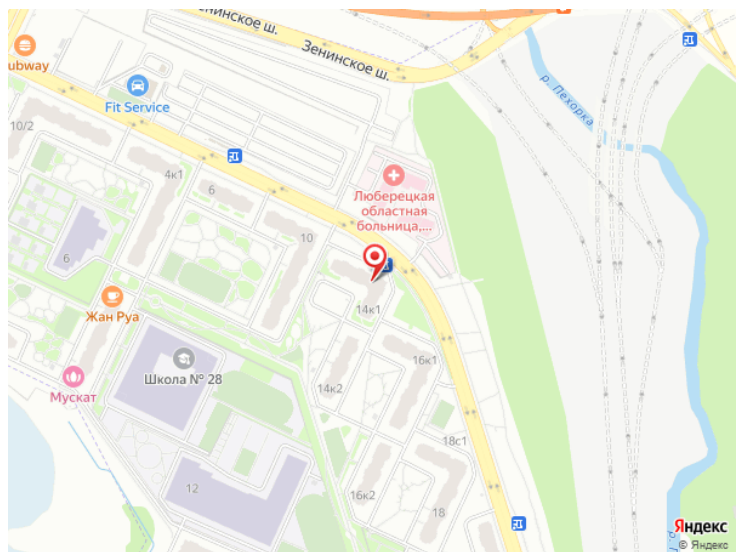 Зенинское ш.
Зенинское ш.
ubway
Fit Service
10/2
р. Пехорка
4к1
6
Люберецкая
областная
больница,...
10
6
Жан Руа
14к1
16к1
Школа № 28
14к2
Мускат
18с1
12
16к2
18
Яндекс
© Яндекс